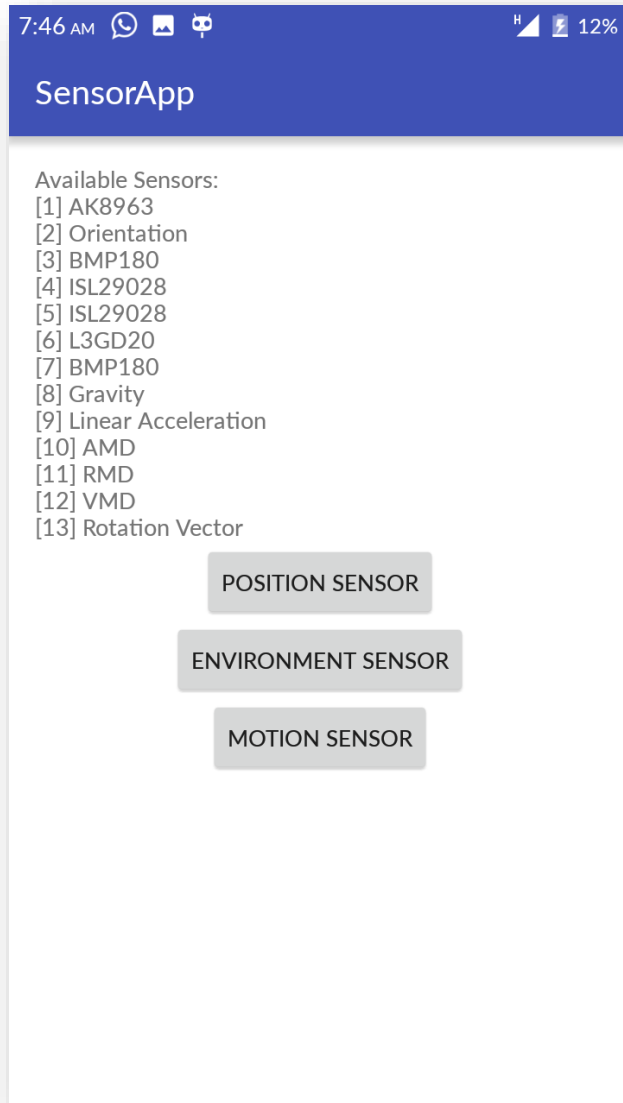 7:46 AM H 12%
SensorApp
Available Sensors:
[1] AK8963
[2] Orientation
[3] BMP180
[4] ISL29028
[5] ISL29028
[6] L3GD20
[7] BMP180
[8] Gravity
[9] Linear Acceleration
[10] AMD
[11] RMD
[12] VMD
[13] Rotation Vector
POSITION SENSOR
ENVIRONMENT SENSOR
MOTION SENSOR